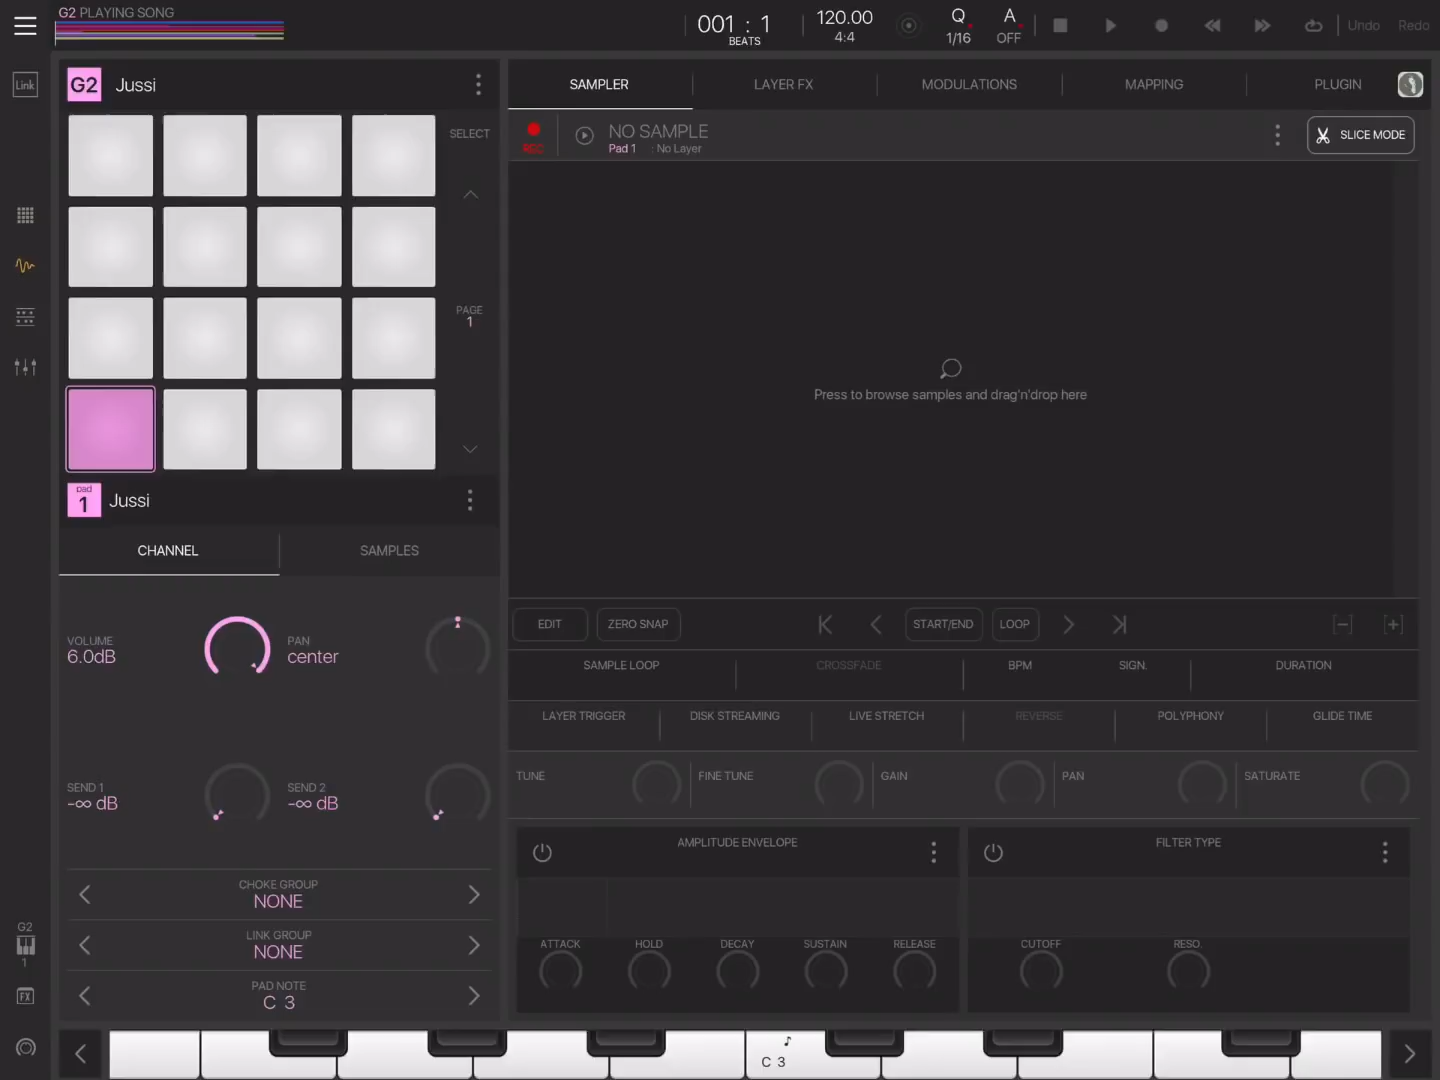 G2 PLAYING SONG
001 : 1
BEATS
120.00
4:4
Q
1/16
A
OFF
Undo
Redo
Link
G2 Jussi
SELECT
PAGE
1
pad
1
Jussi
CHANNEL
SAMPLES
VOLUME
6.0dB
PAN
center
SEND 1
-∞ dB
SEND 2
-∞ dB
CHOKE GROUP
NONE
LINK GROUP
NONE
PAD NOTE
C 3
G2
1
FX
SAMPLER
LAYER FX
MODULATIONS
MAPPING
PLUGIN
REC
NO SAMPLE
Pad 1 : No Layer
SLICE MODE
Press to browse samples and drag'n'drop here
EDIT
ZERO SNAP
START/END
LOOP
SAMPLE LOOP
CROSSFADE
BPM
SIGN.
DURATION
LAYER TRIGGER
DISK STREAMING
LIVE STRETCH
REVERSE
POLYPHONY
GLIDE TIME
TUNE
FINE TUNE
GAIN
PAN
SATURATE
AMPLITUDE ENVELOPE
ATTACK
HOLD
DECAY
SUSTAIN
RELEASE
FILTER TYPE
CUTOFF
RESO.
C 3